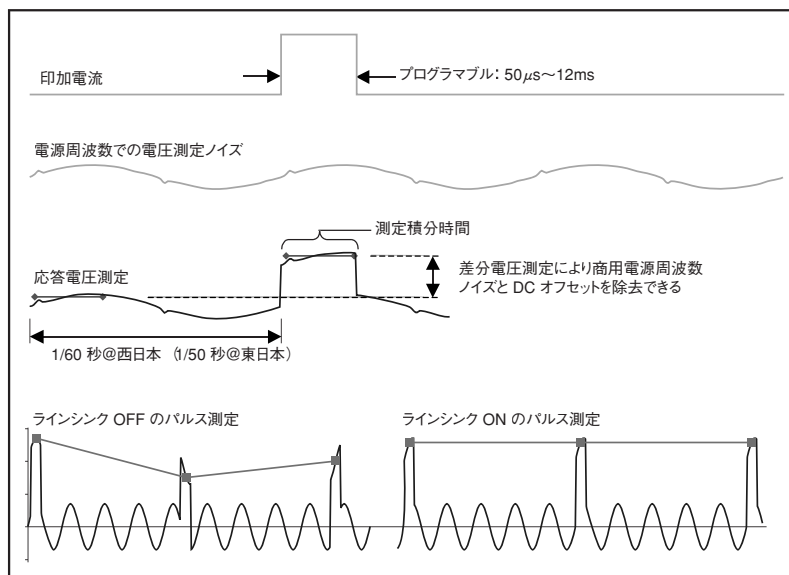 印加電流
プログラマブル：50μs～12ms
電源周波数での電圧測定ノイズ
測定積分時間
応答電圧測定
差分電圧測定により商用電源周波数
ノイズと DC オフセットを除去できる
1/60 秒＠西日本（1/50 秒＠東日本）
ラインシンク OFF のパルス測定
ラインシンク ON のパルス測定